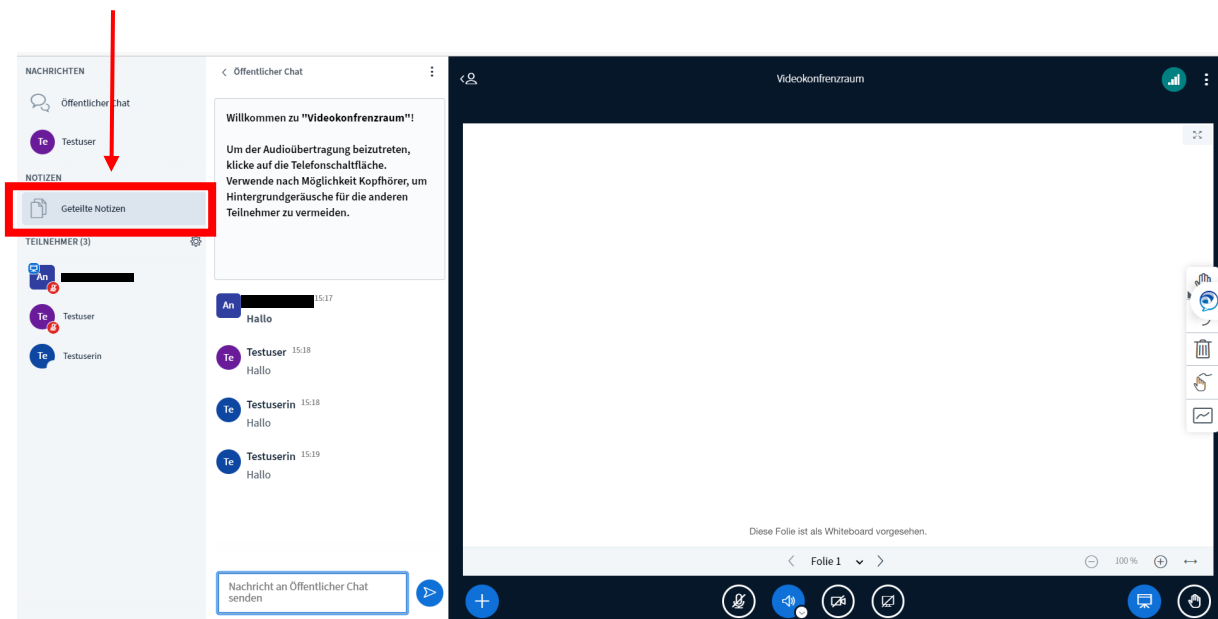 NACHRICHTEN
Öffentlicher Chat
Te
Testuser
NOTIZEN
Geteilte Notizen
TEILNEHMER (3)
An
Te
Testuser
Te
Testuserin
Öffentlicher Chat
Willkommen zu "Videokonfrenzraum"!
Um der Audioübertragung beizutreten,
klicke auf die Telefonschaltfläche.
Verwende nach Möglichkeit Kopfhörer, um
Hintergrundgeräusche für die anderen
Teilnehmer zu vermeiden.
An
15:17
Hallo
Te
Testuser 15:18
Hallo
Te
Testuserin 15:18
Hallo
Te
Testuserin 15:19
Hallo
Nachricht an Öffentlicher Chat
senden
Videokonfrenzraum
Diese Folie ist als Whiteboard vorgesehen.
Folie 1
100 %